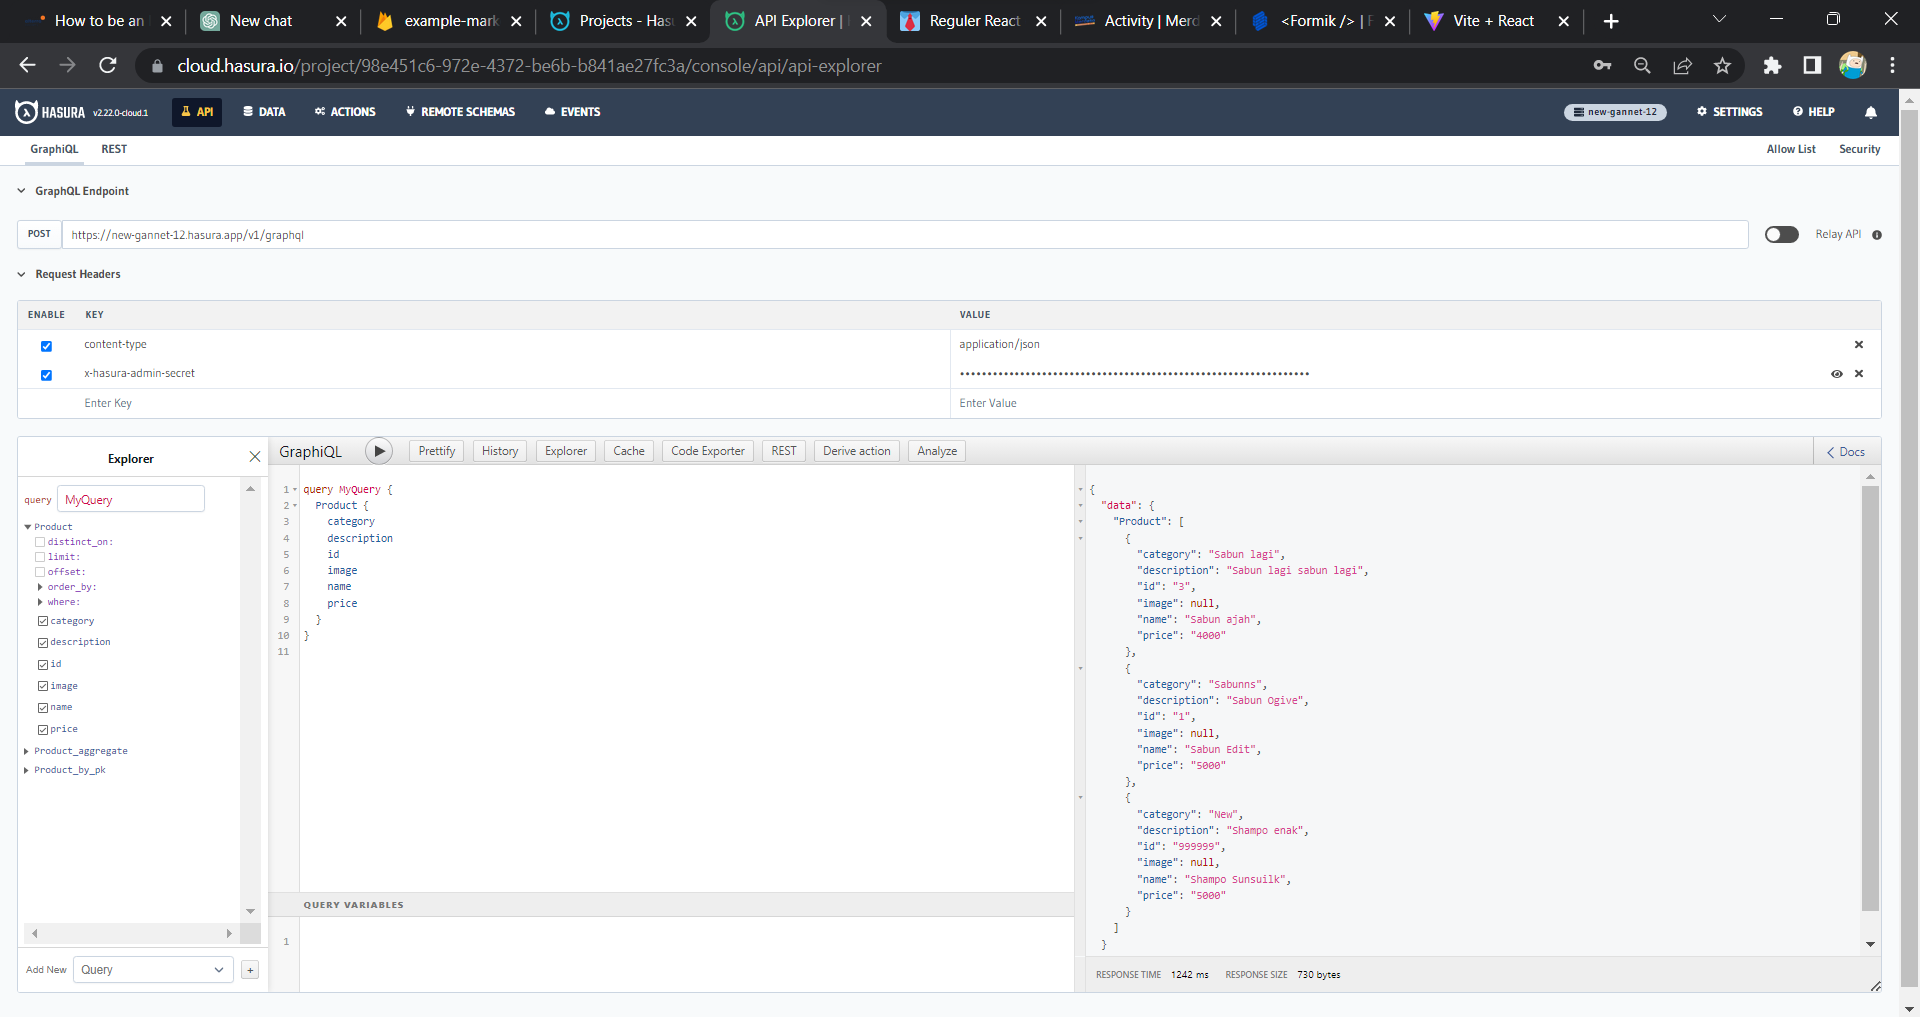 How to be an
New chat
example-mark
Projects - Hasu
API Explorer |
Reguler React
Activity | Merd
<Formik /> | F
Vite + React
cloud.hasura.io/project/98e451c6-972e-4372-be6b-b841ae27fc3a/console/api/api-explorer
HASURA v2.22.0-cloud.1 API DATA ACTIONS REMOTE SCHEMAS EVENTS new-gannet-12 SETTINGS HELP
GraphiQL REST Allow List Security
GraphQL Endpoint
POST https://new-gannet-12.hasura.app/v1/graphql Relay API
Request Headers
ENABLE KEY VALUE
content-type application/json
x-hasura-admin-secret ••••••••••••••••••••••••••••••••••••••••••••••••••••••••••••••••
Enter Key Enter Value
Explorer
query MyQuery
Product
distinct_on:
limit:
offset:
order_by:
where:
category
description
id
image
name
price
Product_aggregate
Product_by_pk
Add New Query +
GraphiQL Prettify History Explorer Cache Code Exporter REST Derive action Analyze Docs
1 query MyQuery {
2 Product {
3 category
4 description
5 id
6 image
7 name
8 price
9 }
10 }
11
QUERY VARIABLES
1
{
"data": {
"Product": [
{
"category": "Sabun lagi",
"description": "Sabun lagi sabun lagi",
"id": "3",
"image": null,
"name": "Sabun ajah",
"price": "4000"
},
{
"category": "Sabunns",
"description": "Sabun Ogive",
"id": "1",
"image": null,
"name": "Sabun Edit",
"price": "5000"
},
{
"category": "New",
"description": "Shampo enak",
"id": "999999",
"image": null,
"name": "Shampo Sunsuilk",
"price": "5000"
}
]
}
RESPONSE TIME 1242 ms RESPONSE SIZE 730 bytes